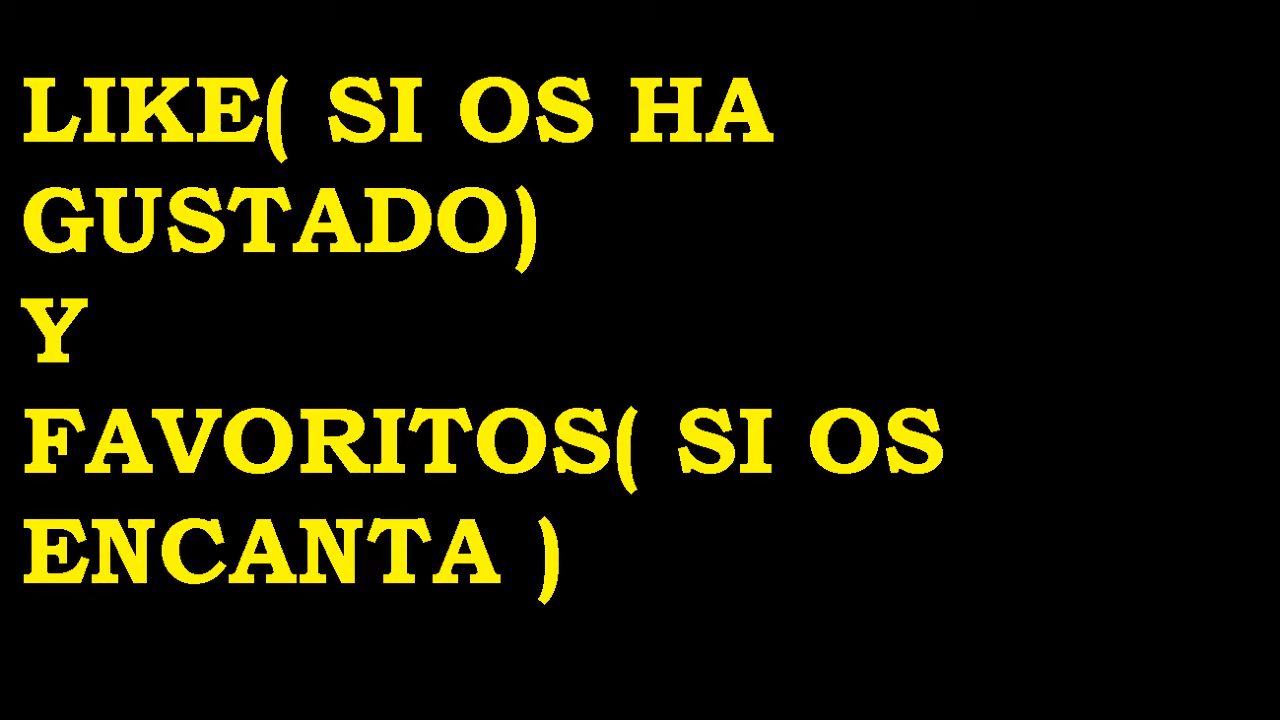 LIKE( SI OS HA
GUSTADO)
Y
FAVORITOS( SI OS
ENCANTA )